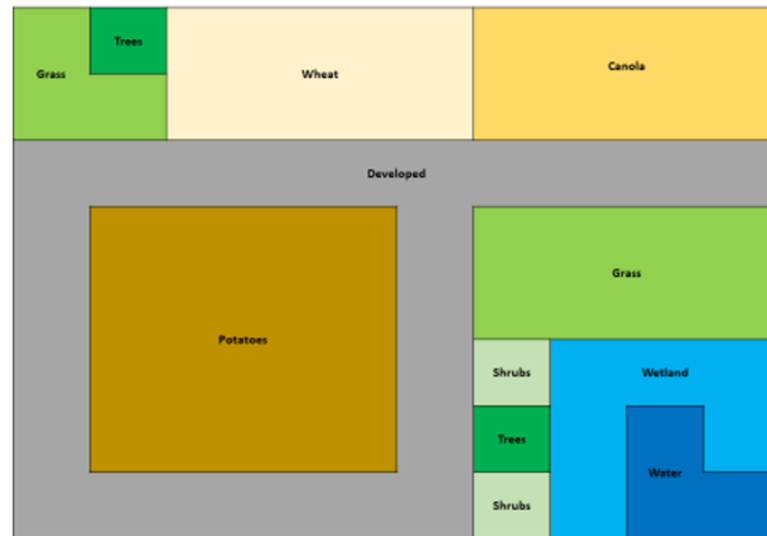 Trees
Grass
Wheat
Canola
Developed
Grass
Potatoes
Shrubs
Wetland
Trees
Water
Shrubs